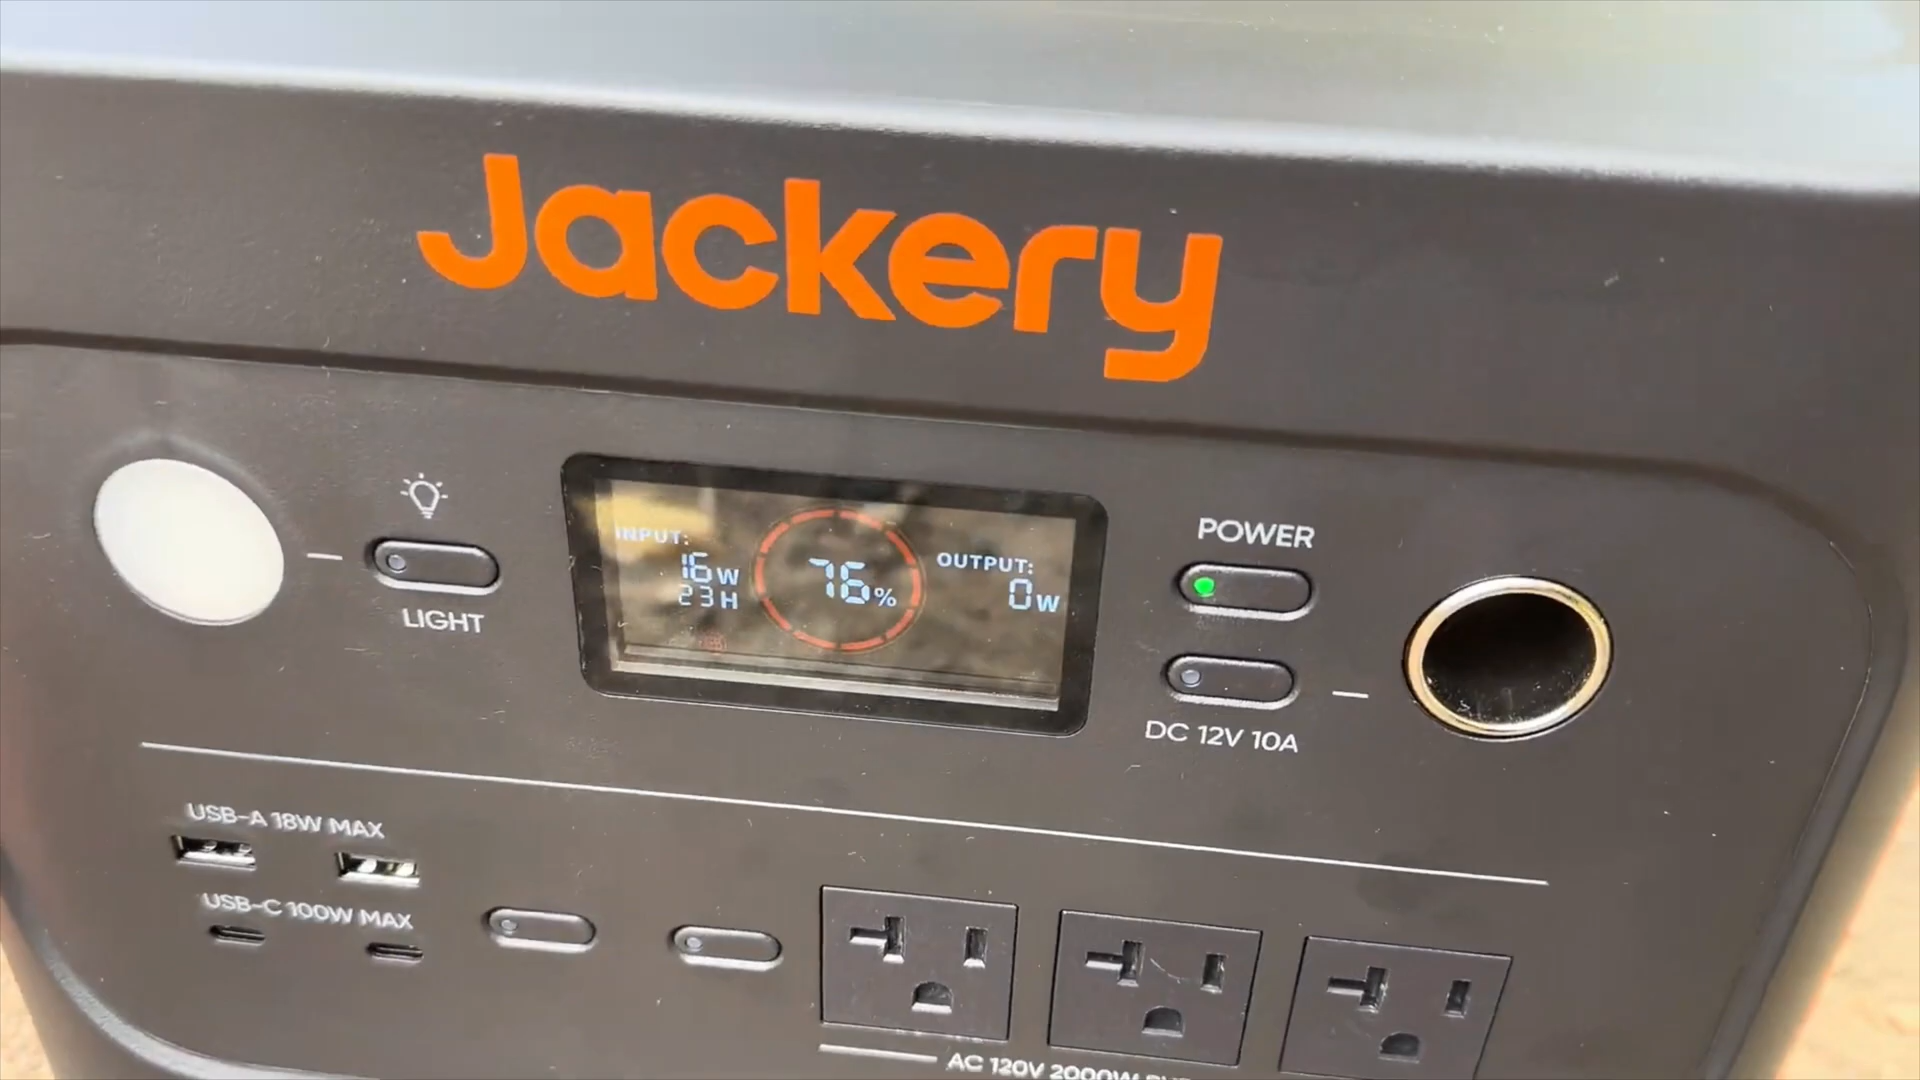 Jackery
INPUT:
16W
23H
76%
OUTPUT:
0W
POWER
LIGHT
DC 12V 10A
USB-A 18W MAX
USB-C 100W MAX
AC 120V 2000W